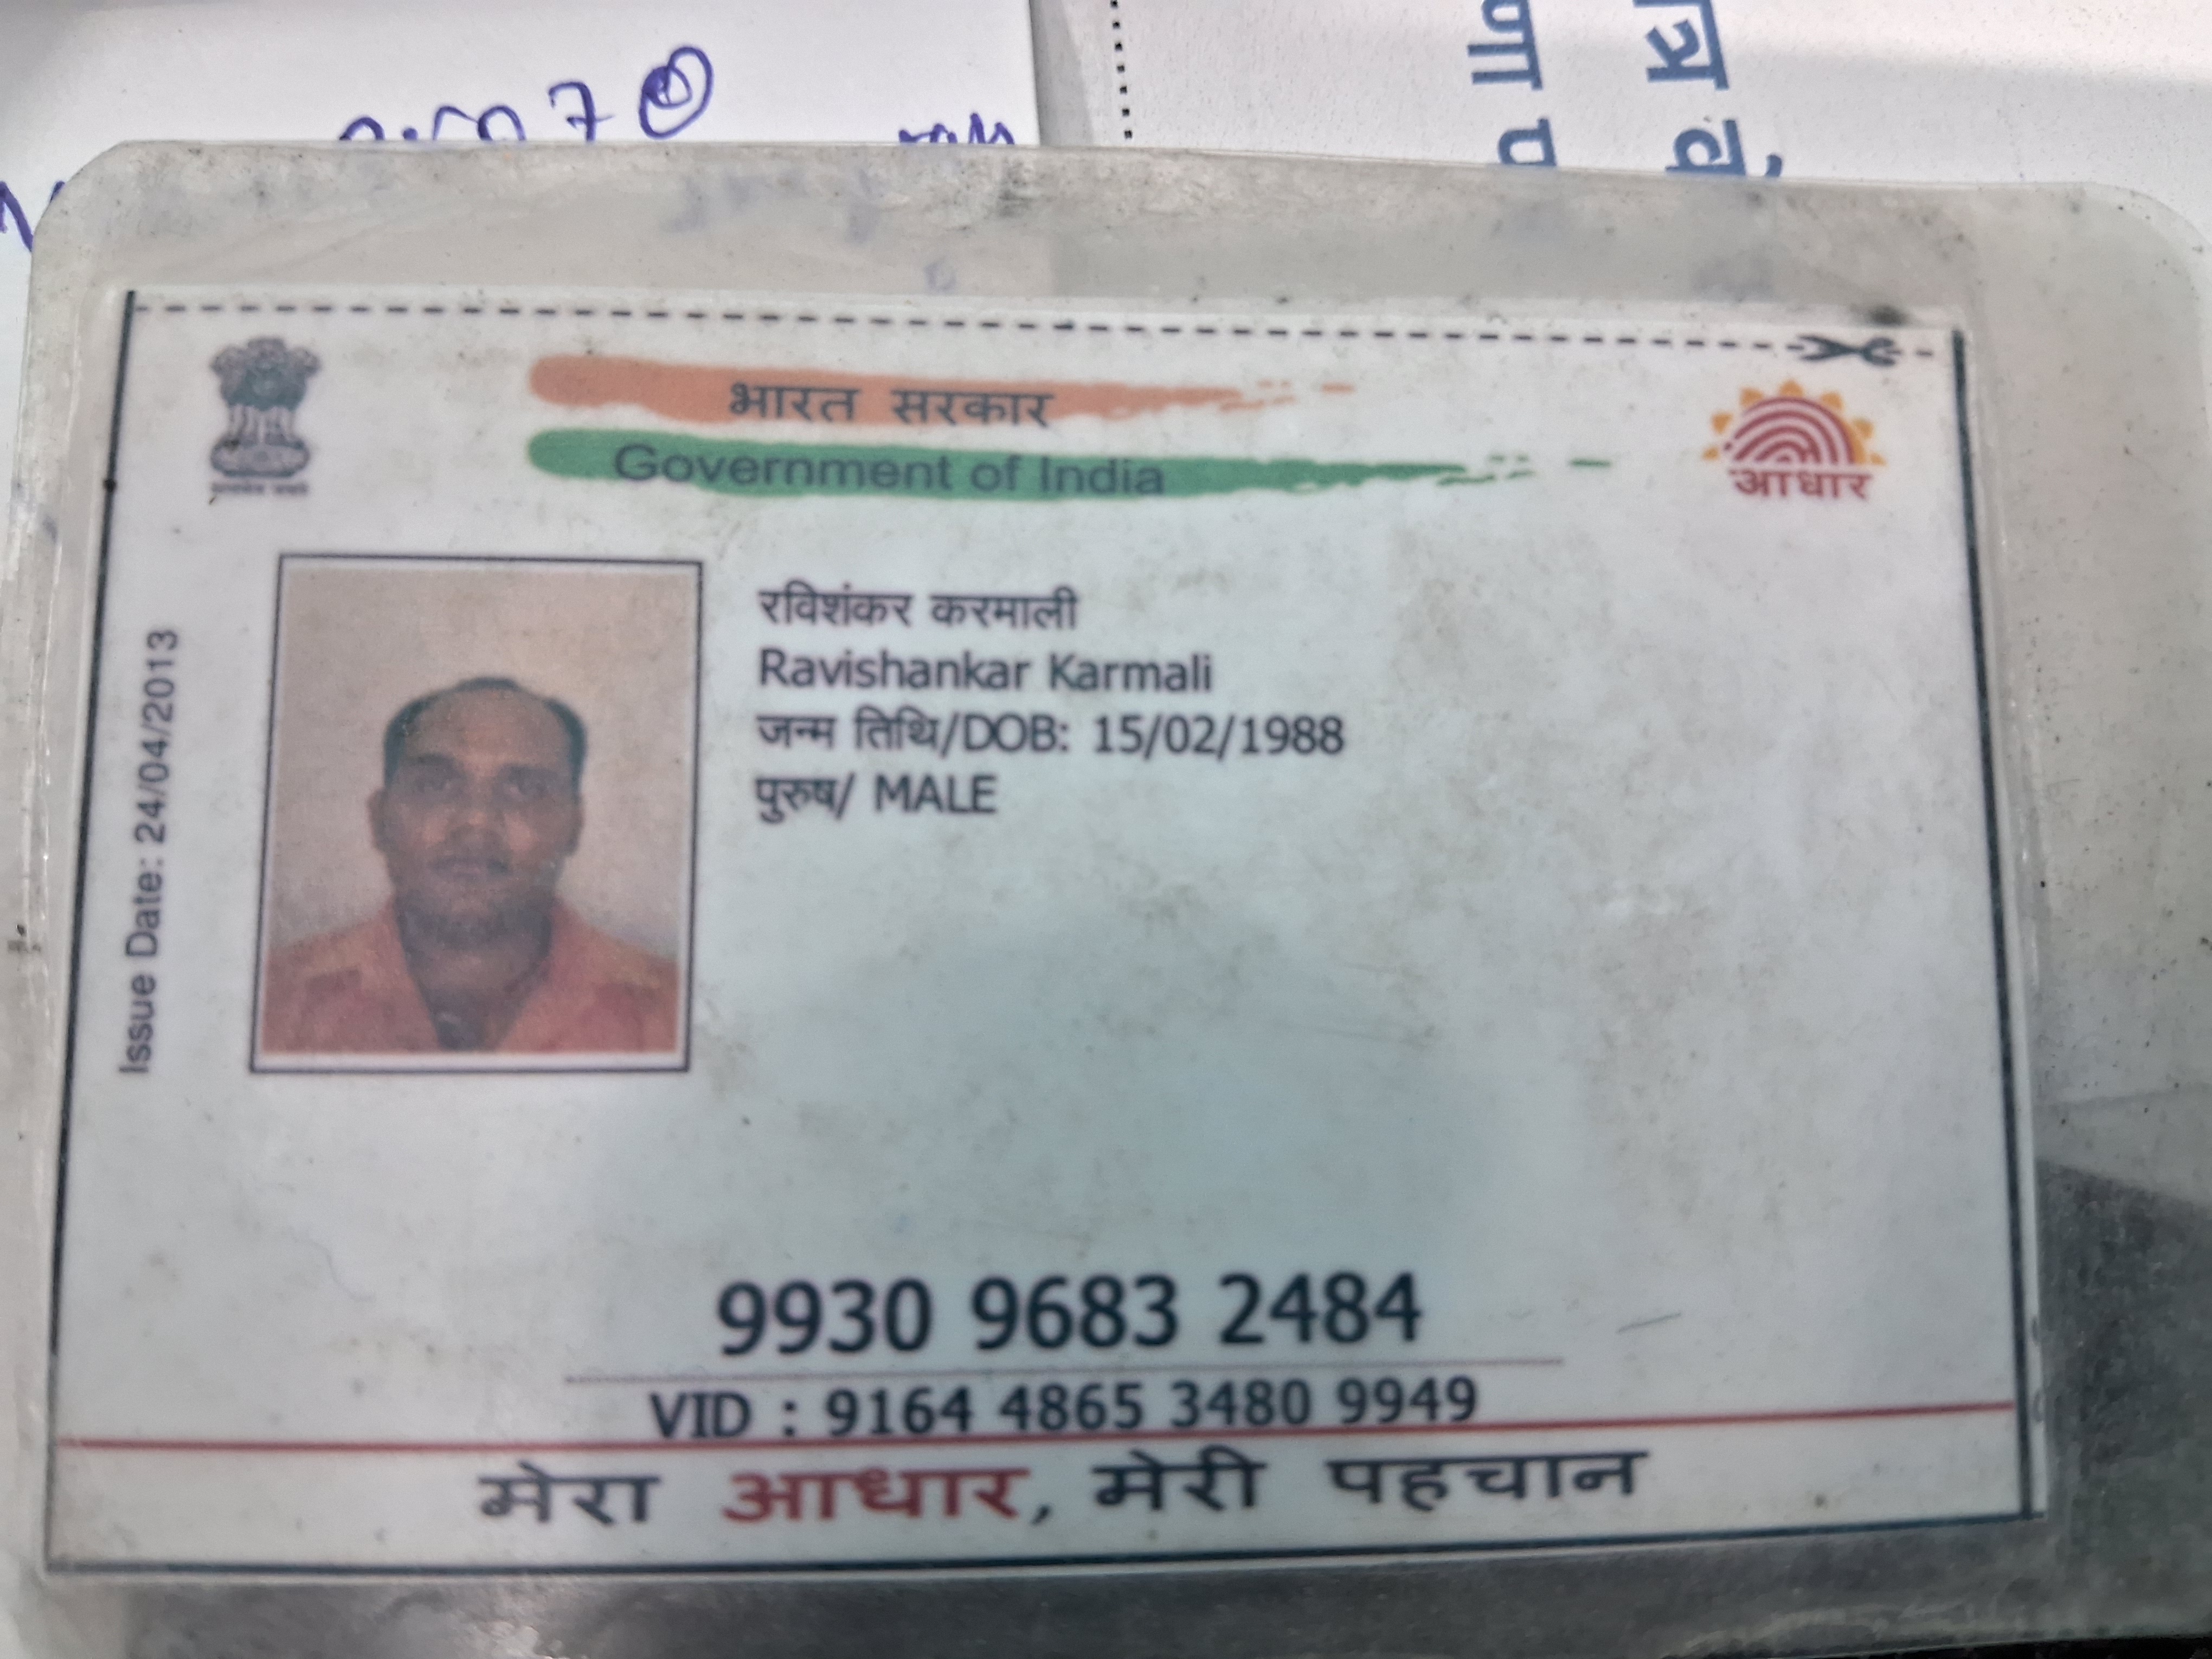 णा प
त्र के
भारत सरकार
Government of India
आधार
Issue Date: 24/04/2013
रविशंकर करमाली
Ravishankar Karmali
जन्म तिथि/DOB: 15/02/1988
पुरुष/ MALE
9930 9683 2484
VID : 9164 4865 3480 9949
मेरा आधार, मेरी पहचान